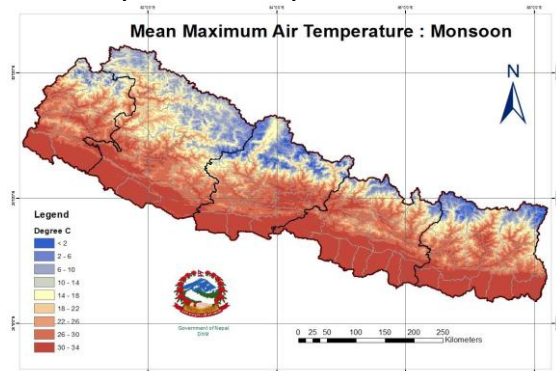 Mean Maximum Air Temperature : Monsoon
N
Legend
Degree C
< 2
2 - 6
6 - 10
10 - 14
14 - 18
18 - 22
22 - 26
26 - 30
30 - 34
Government of Nepal
DHM
0 25 50 100 150 200 250
Kilometers